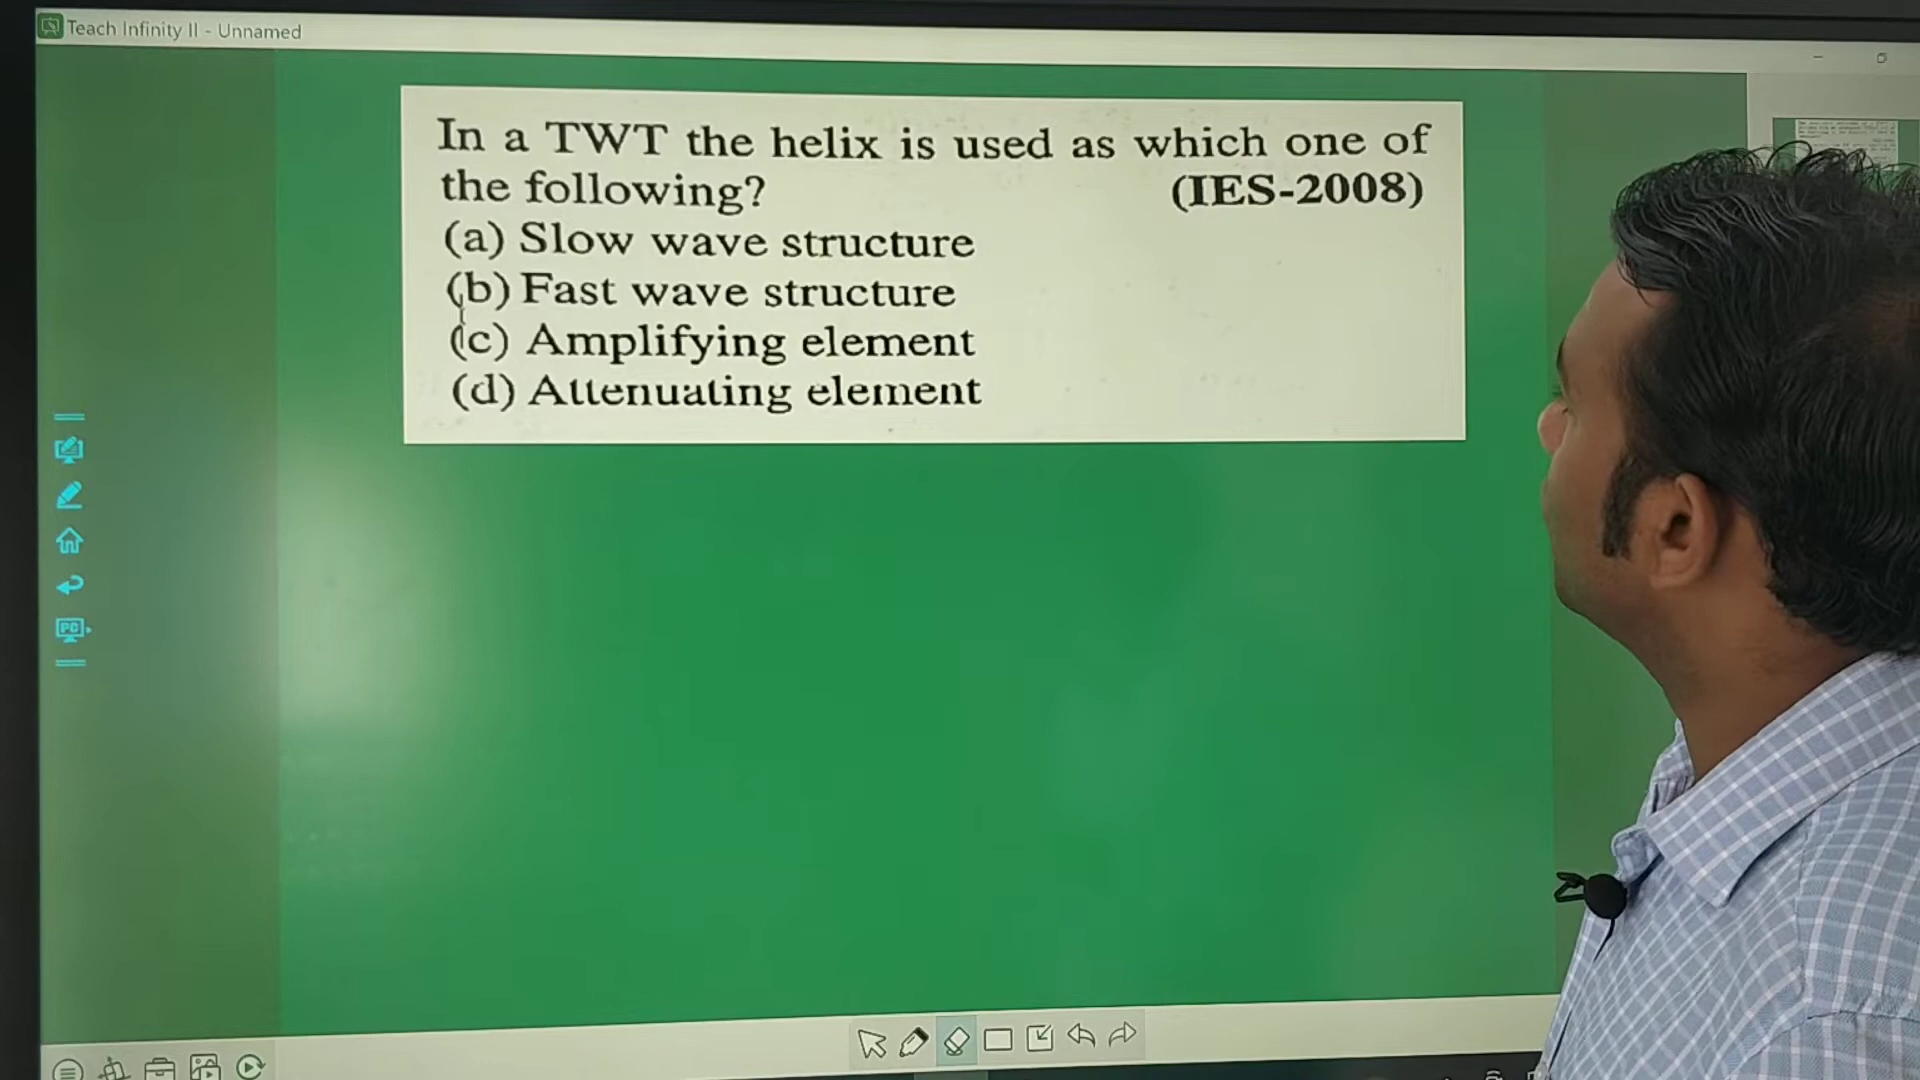 Teach Infinity II - Unnamed
In a TWT the helix is used as which one of
the following? (IES-2008)
(a) Slow wave structure
(b) Fast wave structure
(c) Amplifying element
(d) Attenuating element
PC